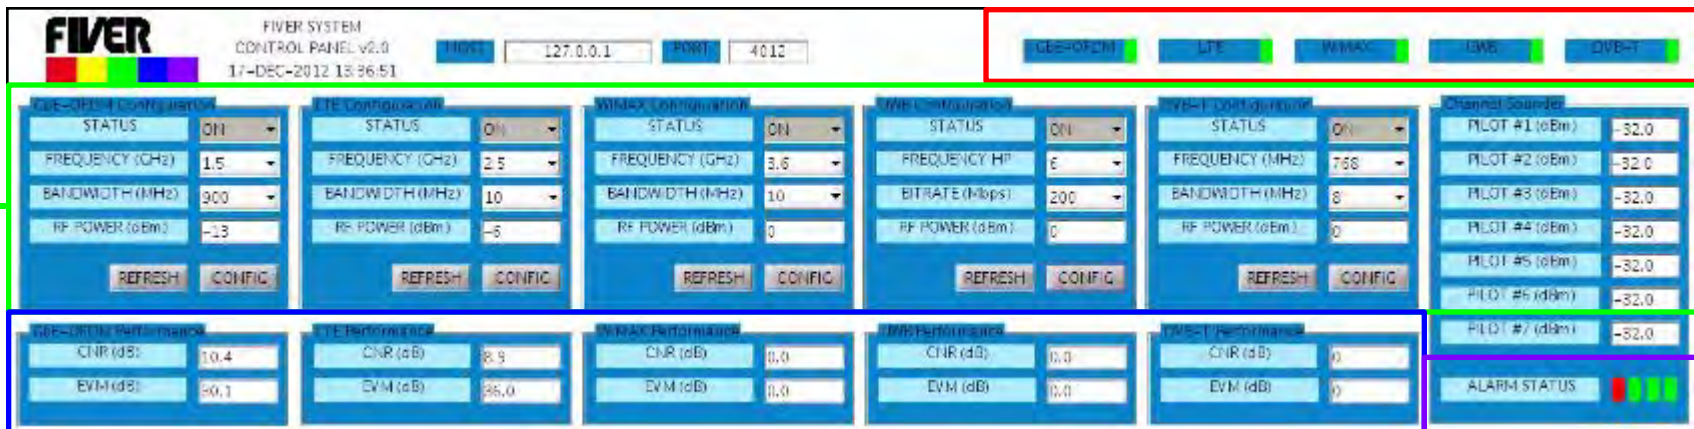 FIVER
FIVER SYSTEM
CONTROL PANEL v2.0
17-DEC-2012 13:36:51
HOST 127.0.0.1 PORT 4012
GBE-OFDM LTE WiMAX UWB DVB-T
GBE-OFDM Configuration
STATUS ON
FREQUENCY (GHz) 1.5
BANDWIDTH (MHz) 900
RF POWER (dBm) -13
REFRESH CONFIG
LTE Configuration
STATUS ON
FREQUENCY (GHz) 2.5
BANDWIDTH (MHz) 10
RF POWER (dBm) -6
REFRESH CONFIG
WiMAX Configuration
STATUS ON
FREQUENCY (GHz) 3.6
BANDWIDTH (MHz) 10
RF POWER (dBm) 0
REFRESH CONFIG
UWB Configuration
STATUS ON
FREQUENCY HP 6
BITRATE (Mbps) 200
RF POWER (dBm) 0
REFRESH CONFIG
DVB-T Configuration
STATUS ON
FREQUENCY (MHz) 768
BANDWIDTH (MHz) 8
RF POWER (dBm) 0
REFRESH CONFIG
Channel Sounder
PILOT #1 (dBm) -32.0
PILOT #2 (dBm) -32.0
PILOT #3 (dBm) -32.0
PILOT #4 (dBm) -32.0
PILOT #5 (dBm) -32.0
PILOT #6 (dBm) -32.0
PILOT #7 (dBm) -32.0
GBE-OFDM Performance
CNR (dB) 10.4
EVM (dB) 30.1
LTE Performance
CNR (dB) 8.9
EVM (dB) 36.0
WiMAX Performance
CNR (dB) 0.0
EVM (dB) 0.0
UWB Performance
CNR (dB) 0.0
EVM (dB) 0.0
DVB-T Performance
CNR (dB) 0
EVM (dB) 0
ALARM STATUS